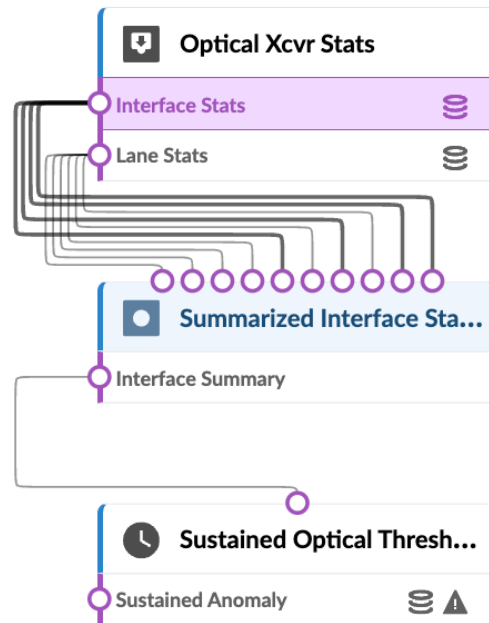 Optical Xcvr Stats
Interface Stats
Lane Stats
Summarized Interface Sta...
Interface Summary
Sustained Optical Thresh...
Sustained Anomaly